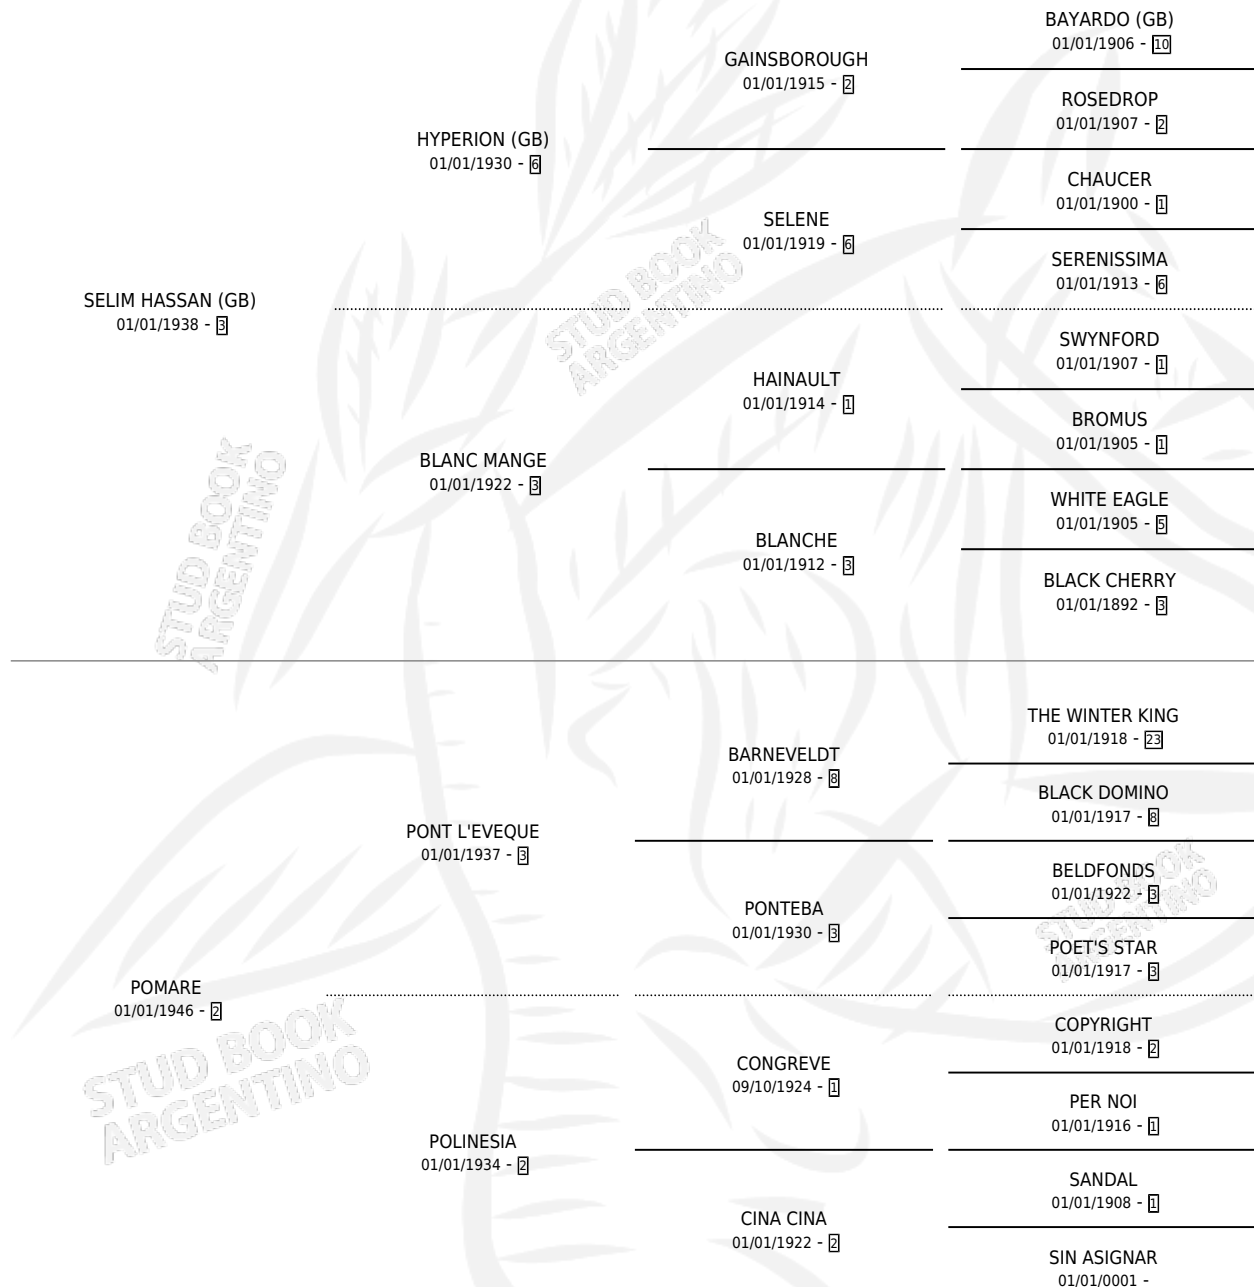 BAYARDO (GB)
01/01/1906 - 10
GAINSBOROUGH
01/01/1915 - 2
ROSEDROP
01/01/1907 - 2
HYPERION (GB)
01/01/1930 - 6
CHAUCER
01/01/1900 - 1
SELENE
01/01/1919 - 6
SERENISSIMA
01/01/1913 - 6
SELIM HASSAN (GB)
01/01/1938 - 3
SWYNFORD
01/01/1907 - 1
HAINAULT
01/01/1914 - 1
BROMUS
01/01/1905 - 1
BLANC MANGE
01/01/1922 - 3
WHITE EAGLE
01/01/1905 - 5
BLANCHE
01/01/1912 - 3
BLACK CHERRY
01/01/1892 - 3
THE WINTER KING
01/01/1918 - 23
BARNEVELDT
01/01/1928 - 8
BLACK DOMINO
01/01/1917 - 8
PONT L'EVEQUE
01/01/1937 - 3
BELDFONDS
01/01/1922 - 3
PONTEBA
01/01/1930 - 3
POET'S STAR
01/01/1917 - 3
POMARE
01/01/1946 - 2
COPYRIGHT
01/01/1918 - 2
CONGREVE
09/10/1924 - 1
PER NOI
01/01/1916 - 1
POLINESIA
01/01/1934 - 2
SANDAL
01/01/1908 - 1
CINA CINA
01/01/1922 - 2
SIN ASIGNAR
01/01/0001 -
STUD BOOK
ARGENTINO
STUD BOOK
ARGENTINO
STUD BOOK
ARGENTINO
STUD BOOK
ARGENTINO